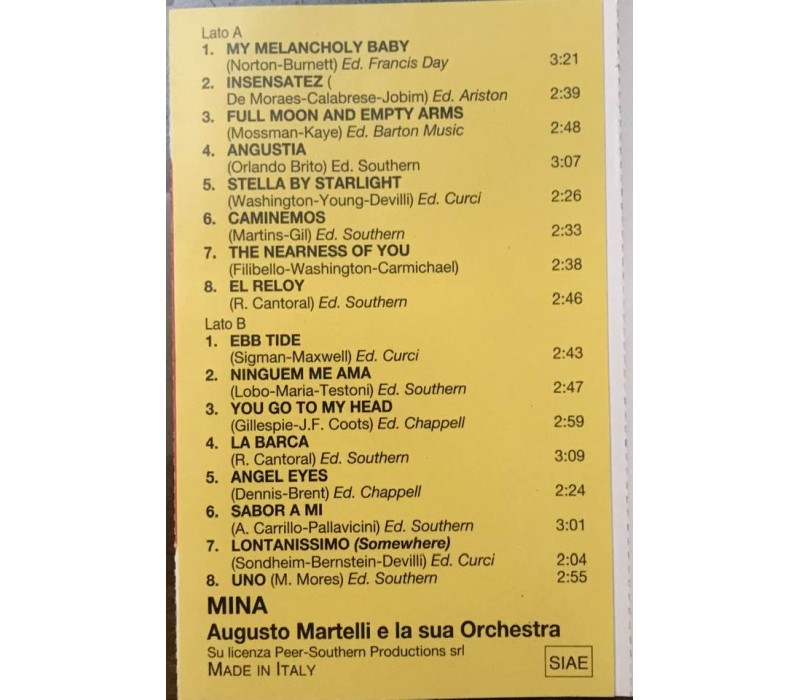 Lato A
1. MY MELANCHOLY BABY
(Norton-Burnett) Ed. Francis Day 3:21
2. INSENSATEZ (
De Moraes-Calabrese-Jobim) Ed. Ariston 2:39
3. FULL MOON AND EMPTY ARMS
(Mossman-Kaye) Ed. Barton Music 2:48
4. ANGUSTIA
(Orlando Brito) Ed. Southern 3:07
5. STELLA BY STARLIGHT
(Washington-Young-Devilli) Ed. Curci 2:26
6. CAMINEMOS
(Martins-Gil) Ed. Southern 2:33
7. THE NEARNESS OF YOU
(Filibello-Washington-Carmichael) 2:38
8. EL RELOY
(R. Cantoral) Ed. Southern 2:46
Lato B
1. EBB TIDE
(Sigman-Maxwell) Ed. Curci 2:43
2. NINGUEM ME AMA
(Lobo-Maria-Testoni) Ed. Southern 2:47
3. YOU GO TO MY HEAD
(Gillespie-J.F. Coots) Ed. Chappell 2:59
4. LA BARCA
(R. Cantoral) Ed. Southern 3:09
5. ANGEL EYES
(Dennis-Brent) Ed. Chappell 2:24
6. SABOR A MI
(A. Carrillo-Pallavicini) Ed. Southern 3:01
7. LONTANISSIMO (Somewhere)
(Sondheim-Bernstein-Devilli) Ed. Curci 2:04
8. UNO (M. Mores) Ed. Southern 2:55
MINA
Augusto Martelli e la sua Orchestra
Su licenza Peer-Southern Productions srl
MADE IN ITALY SIAE